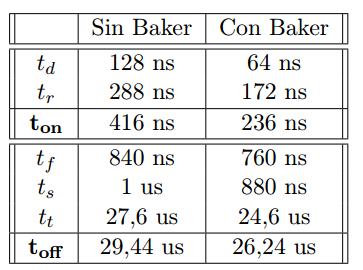 Sin Baker Con Baker
t_d 128 ns 64 ns
t_r 288 ns 172 ns
t_on 416 ns 236 ns
t_f 840 ns 760 ns
t_s 1 us 880 ns
t_t 27,6 us 24,6 us
t_off 29,44 us 26,24 us